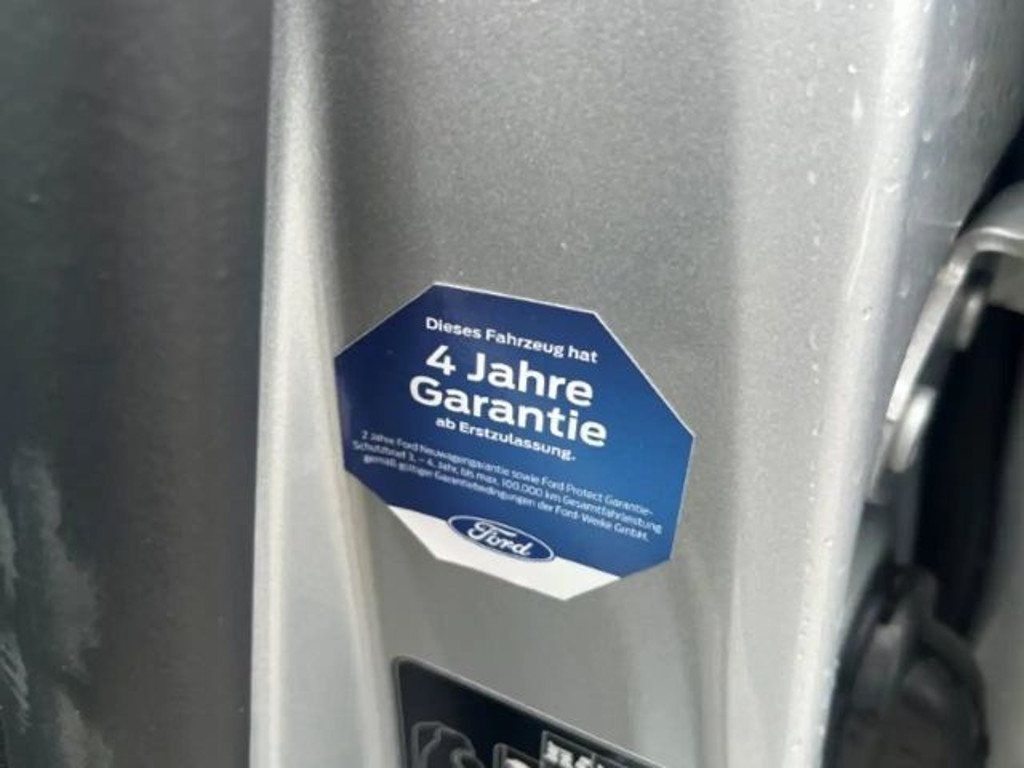 Dieses Fahrzeug hat
4 Jahre
Garantie
ab Erstzulassung.
2 Jahre Ford Neuwagengarantie sowie Ford Protect Garantie-
Schutzbrief 3. – 4. Jahr, bis max. 100.000 km Gesamtfahrleistung
gemäß gültiger Garantiebedingungen der Ford-Werke GmbH.
Ford